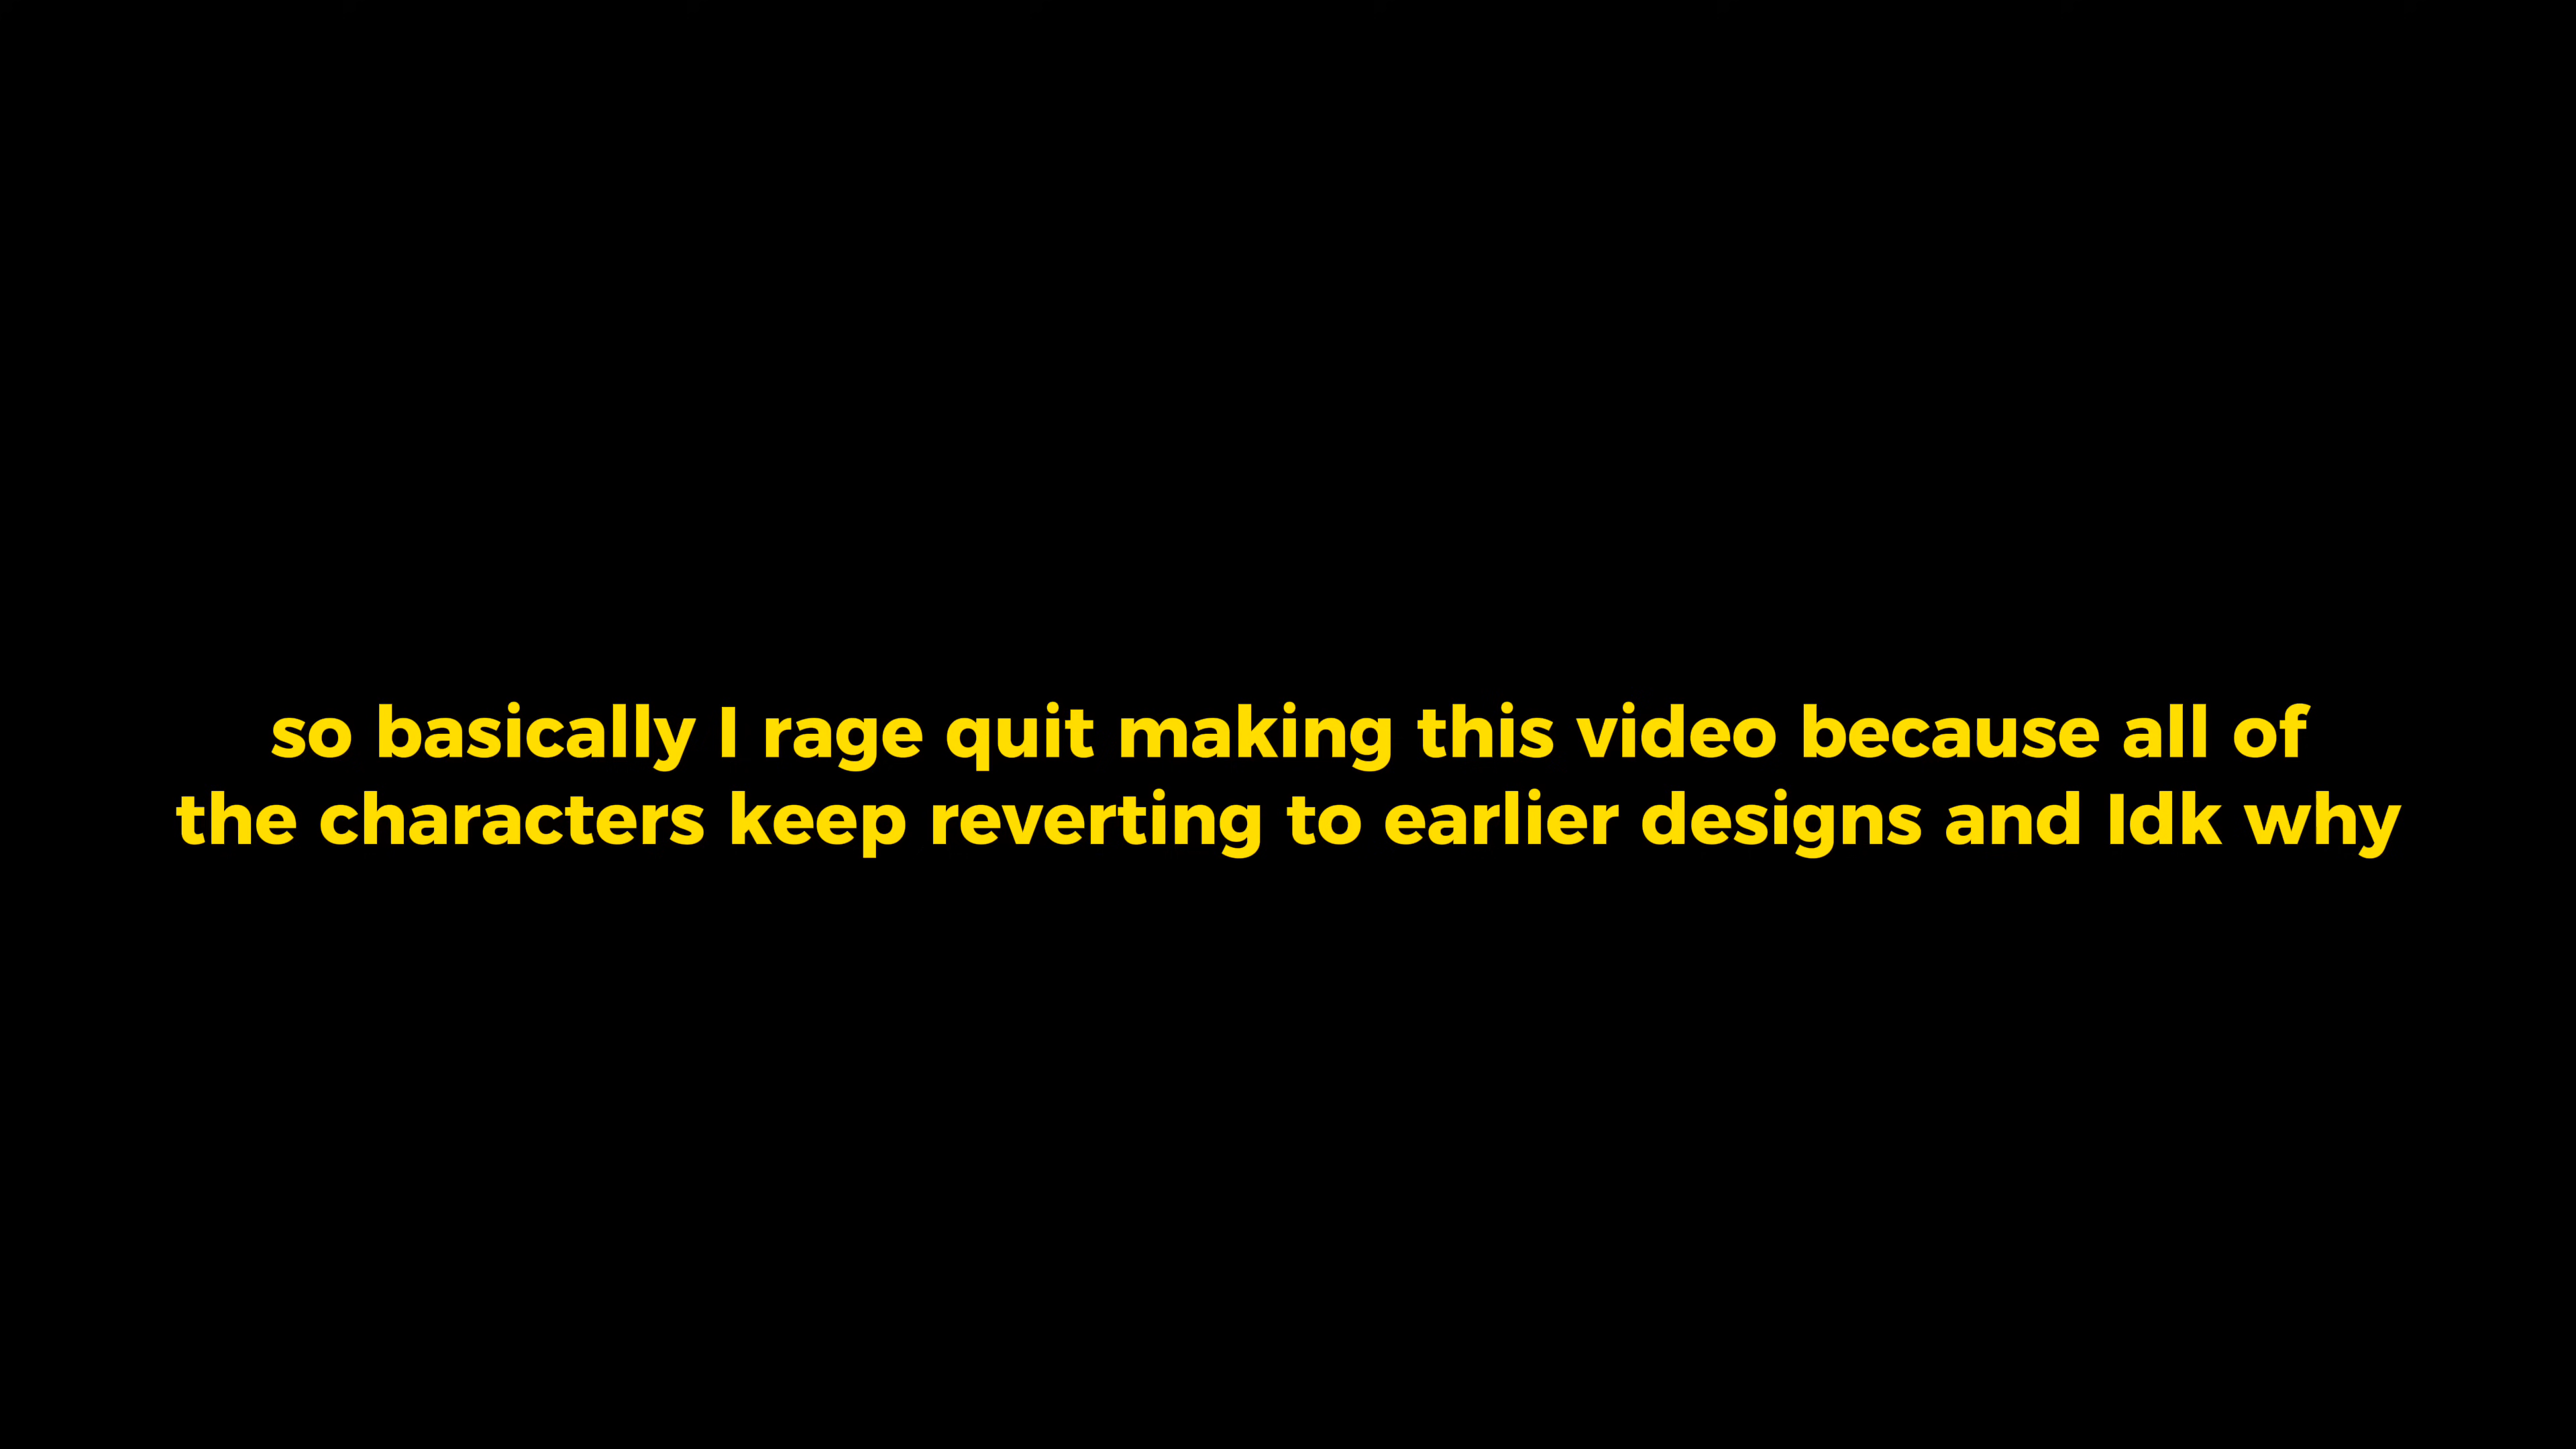 so basically I rage quit making this video because all of
the characters keep reverting to earlier designs and Idk why